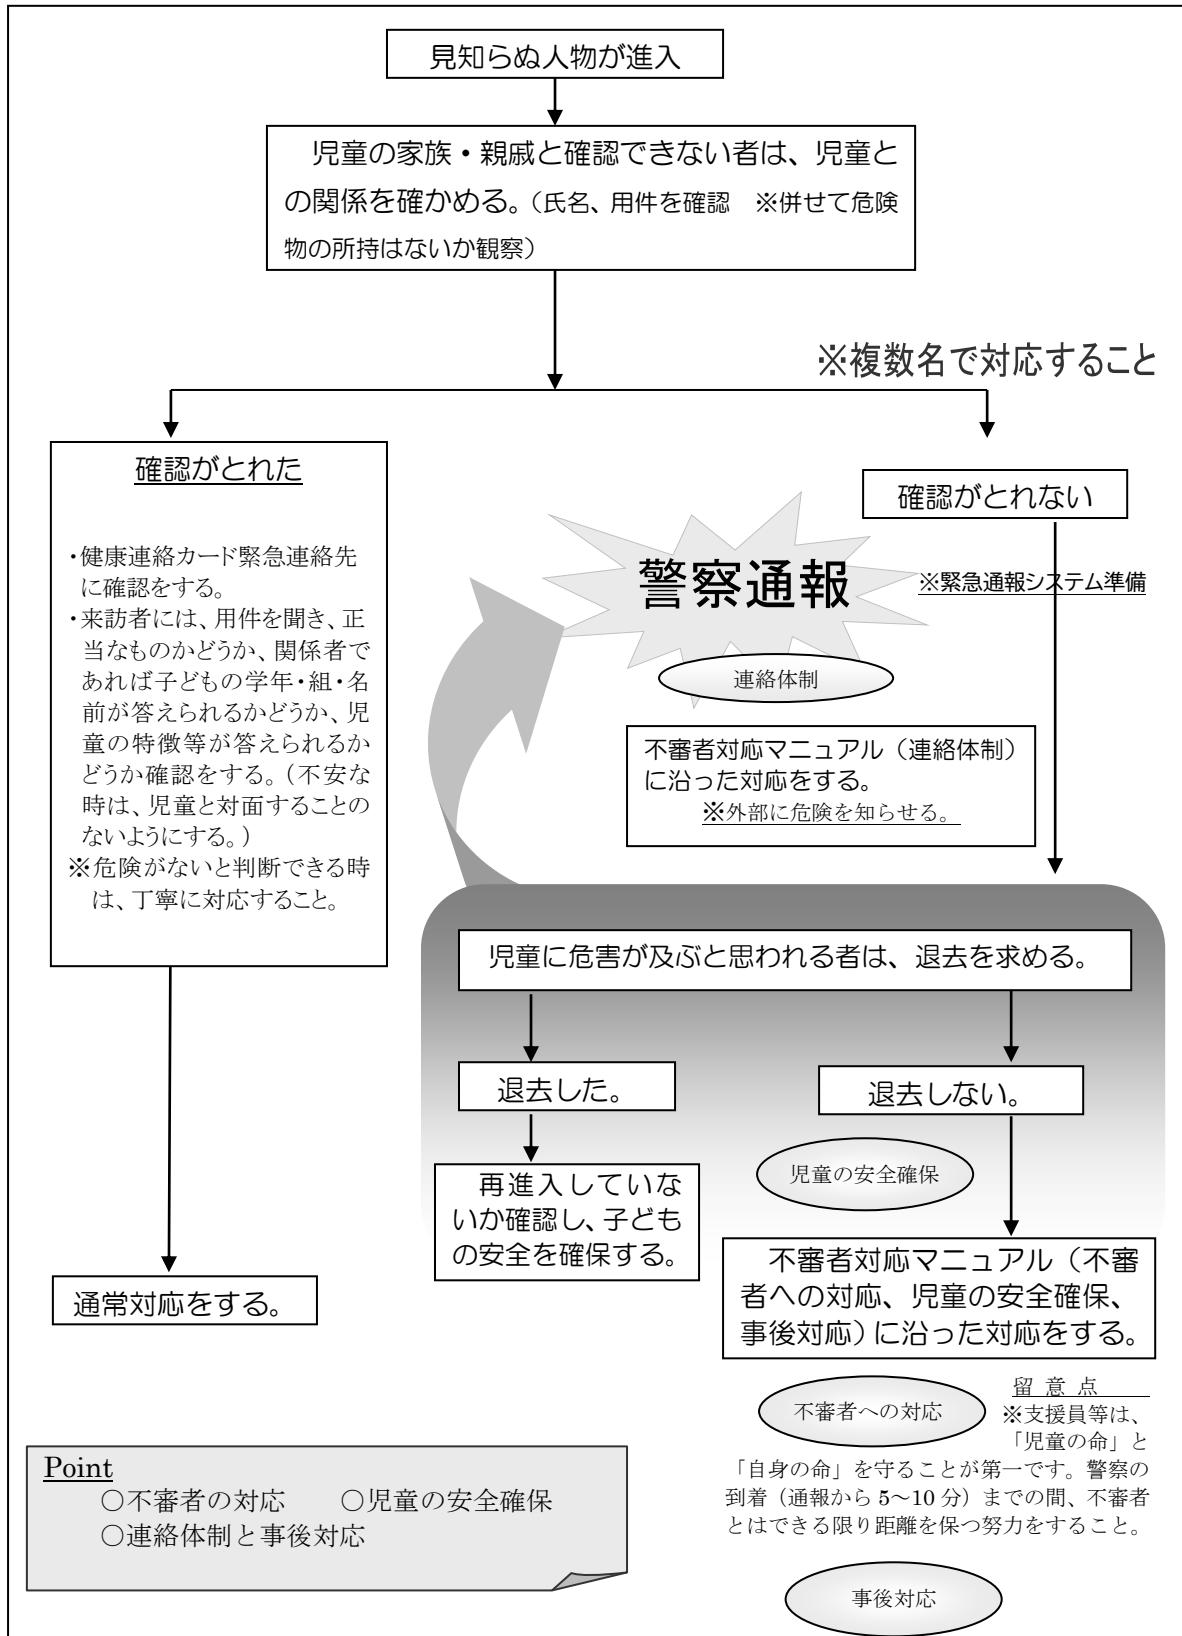 見知らぬ人物が進入
児童の家族・親戚と確認できない者は、児童と
の関係を確かめる。（氏名、用件を確認　※併せて危険
物の所持はないか観察）
※複数名で対応すること
確認がとれた
・健康連絡カード緊急連絡先
に確認をする。
・来訪者には、用件を聞き、正
当なものかどうか、関係者で
あれば子どもの学年・組・名
前が答えられるかどうか、児
童の特徴等が答えられるか
どうか確認をする。（不安な
時は、児童と対面することの
ないようにする。）
※危険がないと判断できる時
は、丁寧に対応すること。
通常対応をする。
確認がとれない
※緊急通報システム準備
警察通報
連絡体制
不審者対応マニュアル（連絡体制）
に沿った対応をする。
※外部に危険を知らせる。
児童に危害が及ぶと思われる者は、退去を求める。
退去した。
退去しない。
再進入していな
いか確認し、子ども
の安全を確保する。
児童の安全確保
不審者対応マニュアル（不審
者への対応、児童の安全確保、
事後対応）に沿った対応をする。
不審者への対応
留 意 点
※支援員等は、
「児童の命」と
「自身の命」を守ることが第一です。警察の
到着（通報から 5～10 分）までの間、不審者
とはできる限り距離を保つ努力をすること。
事後対応
Point
○不審者の対応　　○児童の安全確保
○連絡体制と事後対応